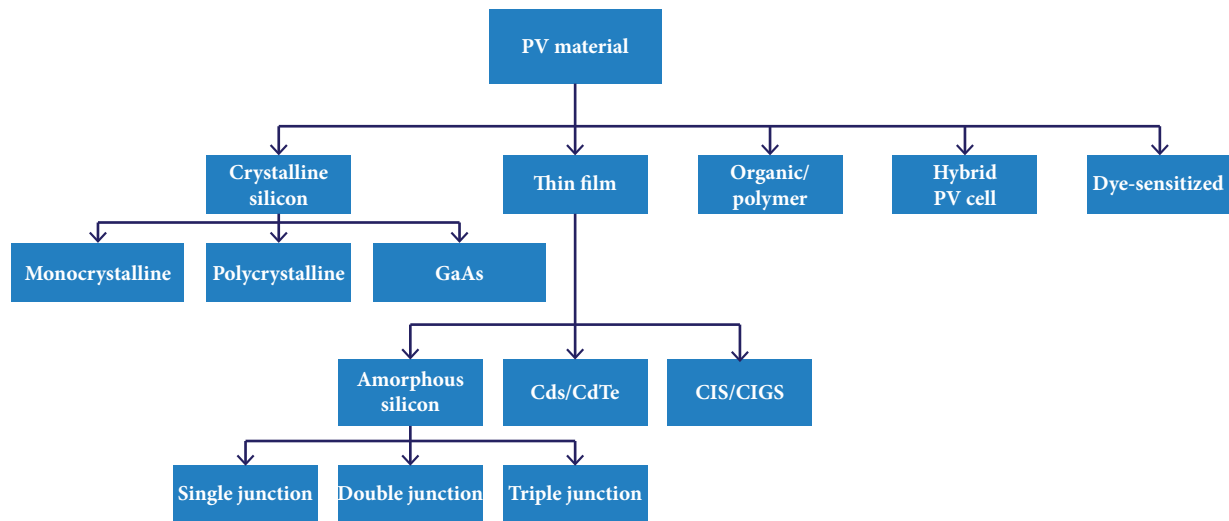 PV material
Crystalline
silicon
Thin film
Organic/
polymer
Hybrid
PV cell
Dye-sensitized
Monocrystalline
Polycrystalline
GaAs
Amorphous
silicon
Cds/CdTe
CIS/CIGS
Single junction
Double junction
Triple junction